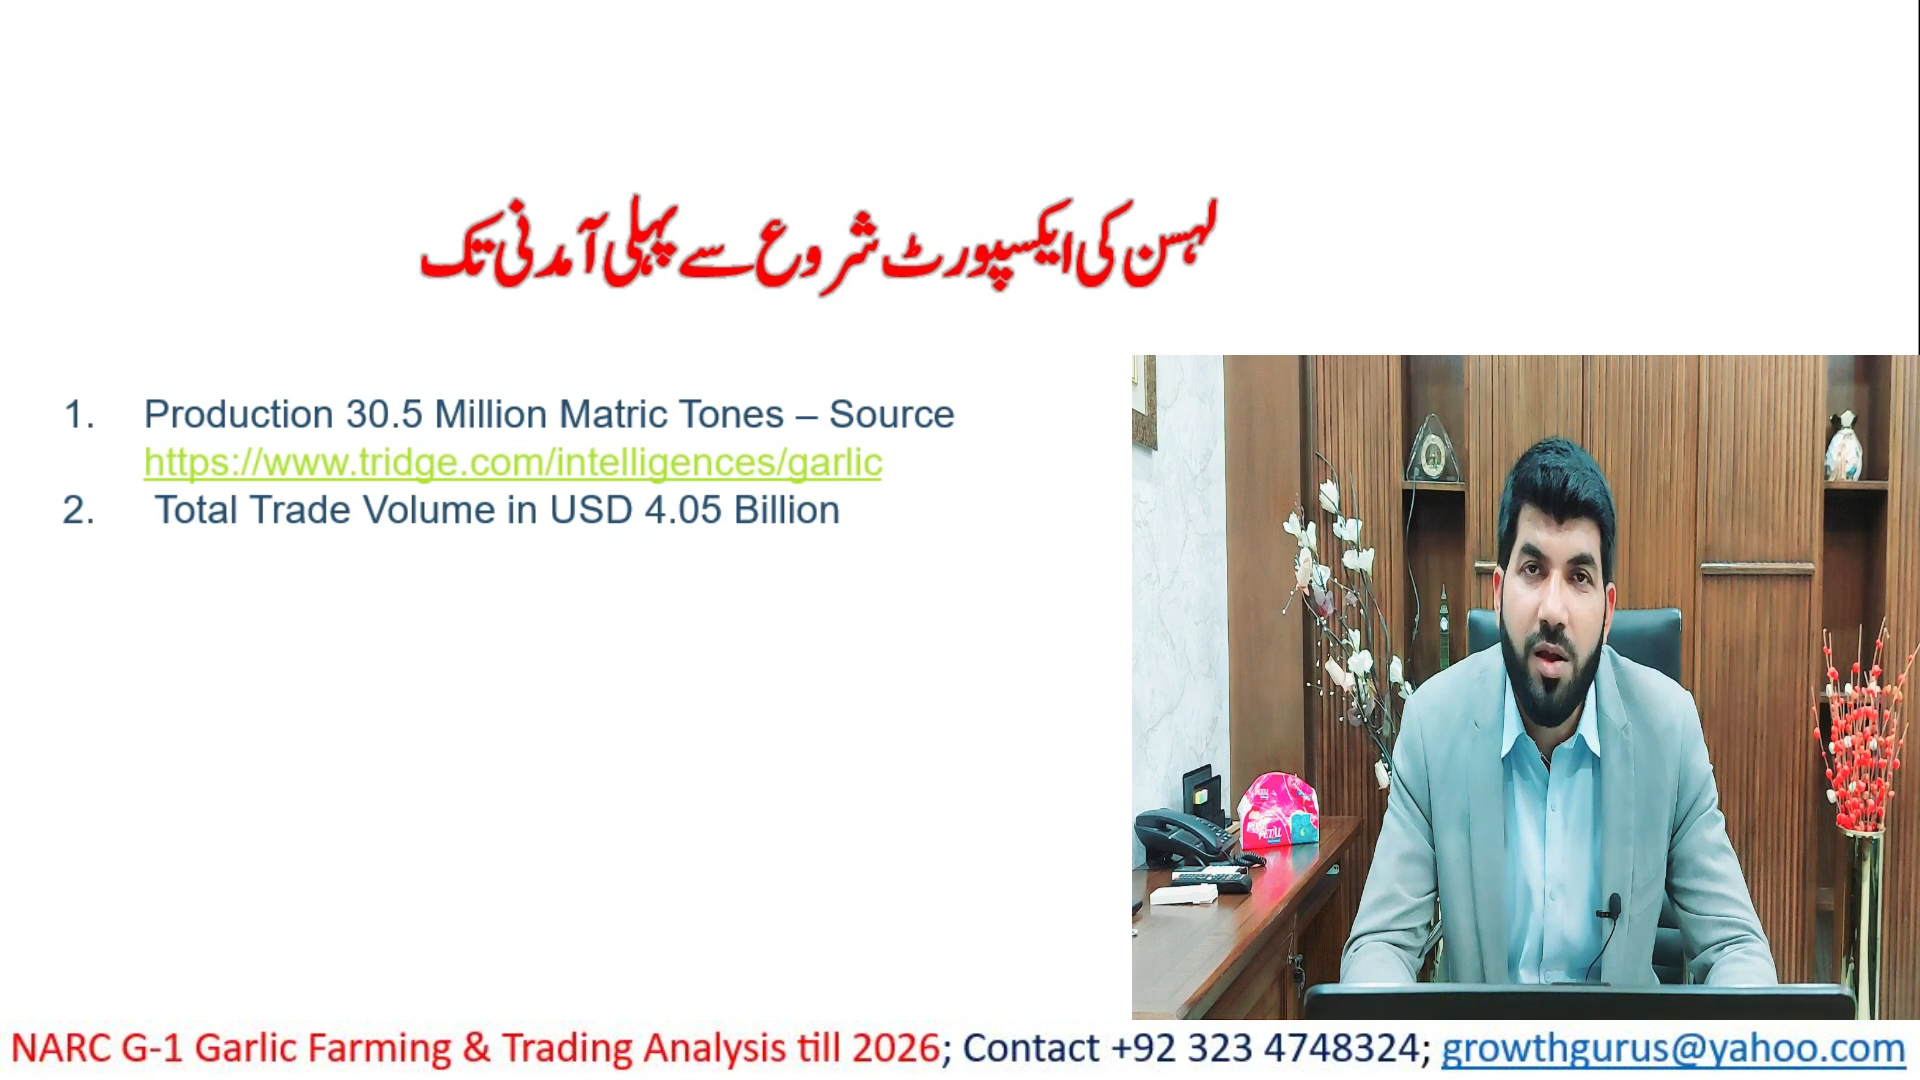 لہسن کی ایکسپورٹ شروع سے پہلی آمدنی تک
1. Production 30.5 Million Matric Tones – Source
https://www.tridge.com/intelligences/garlic
2. Total Trade Volume in USD 4.05 Billion
PETAL
NARC G-1 Garlic Farming & Trading Analysis till 2026; Contact +92 323 4748324; growthgurus@yahoo.com